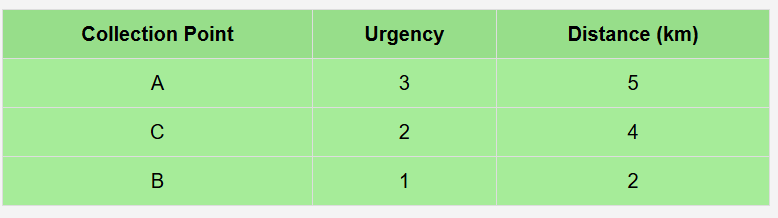 Collection Point Urgency Distance (km)
A 3 5
C 2 4
B 1 2